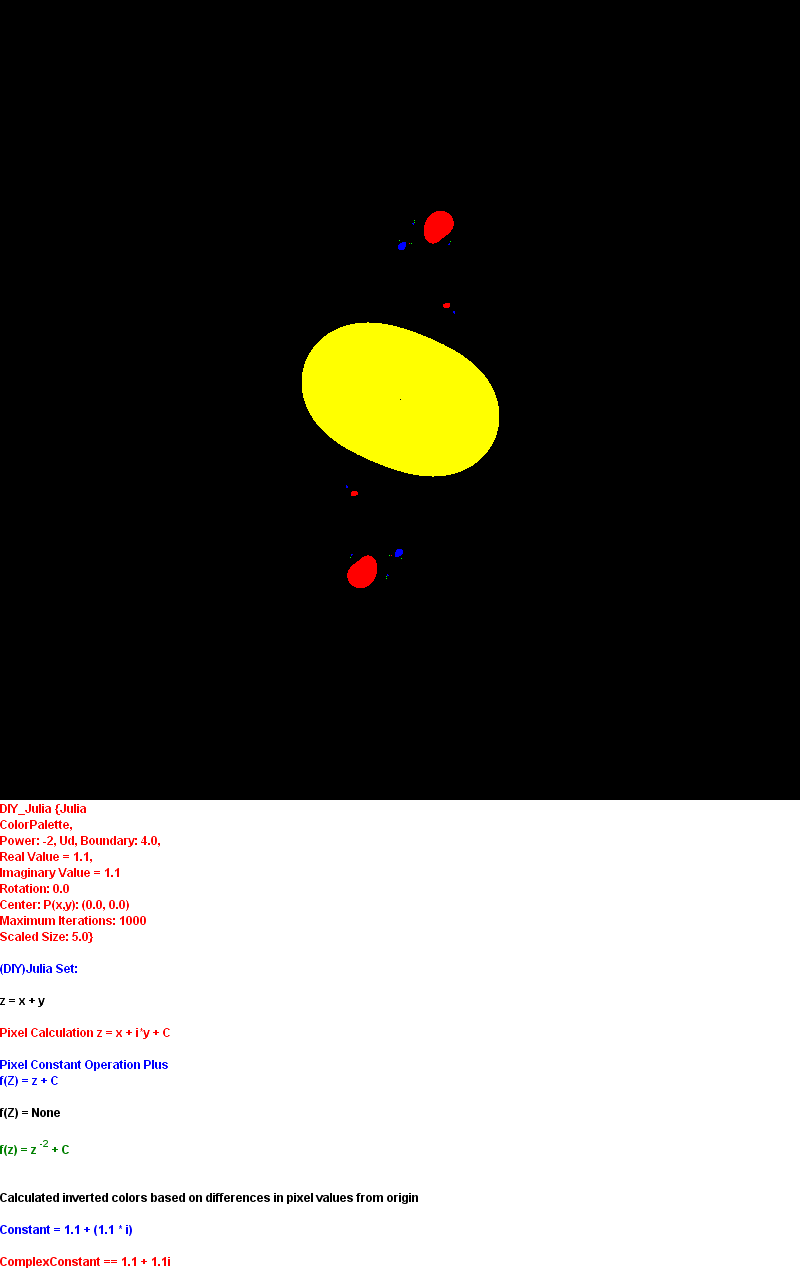 DIY_Julia {Julia
ColorPalette,
Power: -2, Ud, Boundary: 4.0,
Real Value = 1.1,
Imaginary Value = 1.1
Rotation: 0.0
Center: P(x,y): (0.0, 0.0)
Maximum Iterations: 1000
Scaled Size: 5.0}
(DIY)Julia Set:
z = x + y
Pixel Calculation z = x + i*y + C
Pixel Constant Operation Plus
f(Z) = z + C
f(Z) = None
f(z) = z -2 + C
Calculated inverted colors based on differences in pixel values from origin
Constant = 1.1 + (1.1 * i)
ComplexConstant == 1.1 + 1.1i